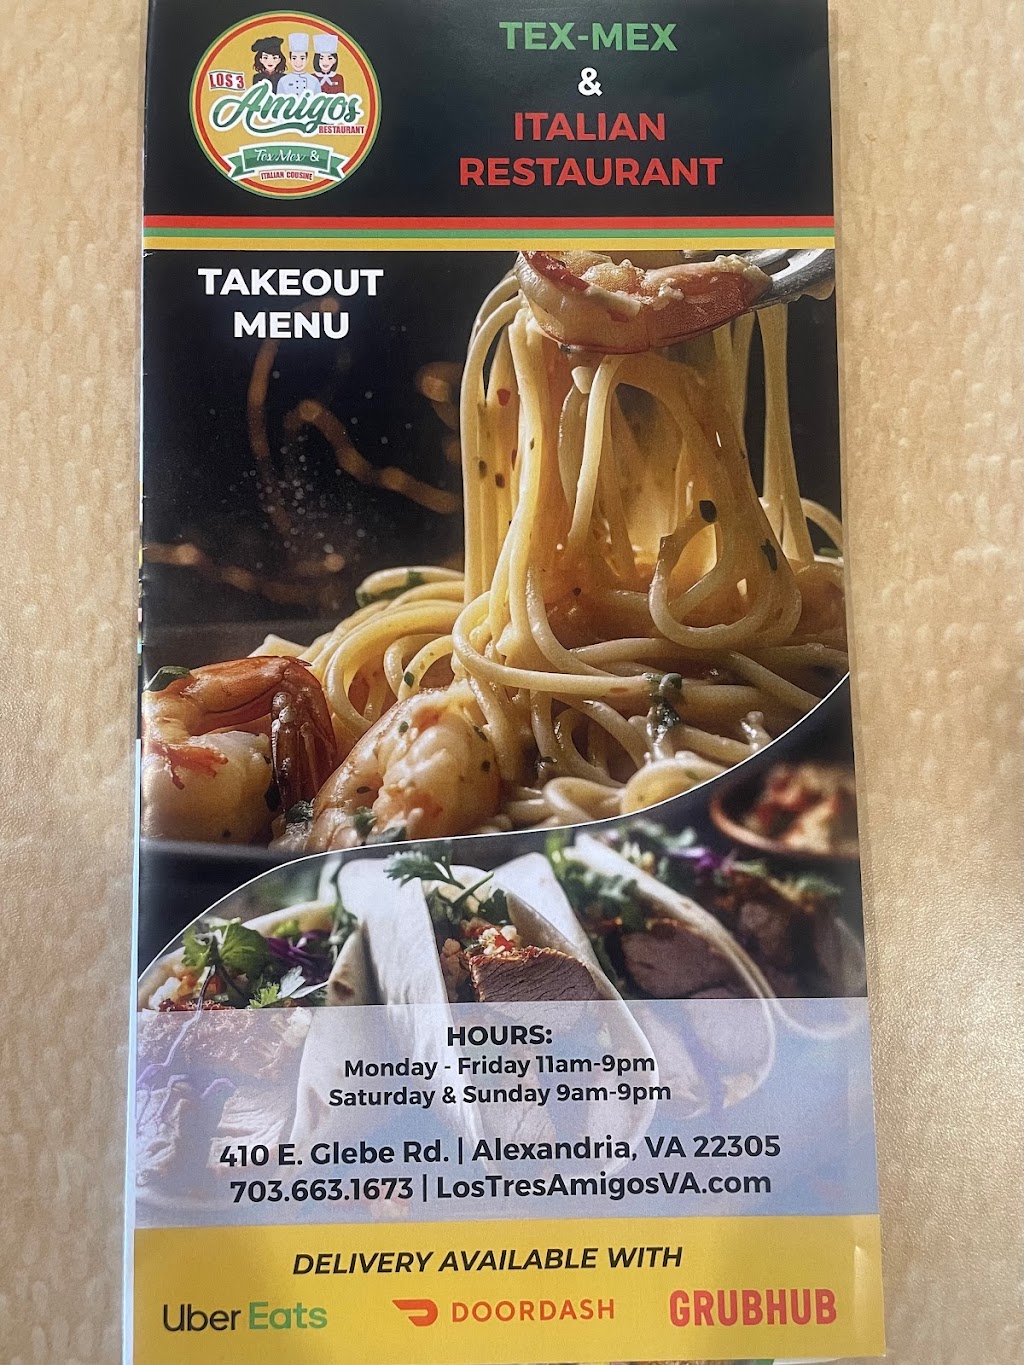 LOS 3
Amigos
RESTAURANT
Tex Mex &
ITALIAN COUSINE
TEX-MEX
&
ITALIAN
RESTAURANT
TAKEOUT
MENU
HOURS:
Monday - Friday 11am-9pm
Saturday & Sunday 9am-9pm
410 E. Glebe Rd. | Alexandria, VA 22305
703.663.1673 | LosTresAmigosVA.com
DELIVERY AVAILABLE WITH
Uber Eats DOORDASH GRUBHUB